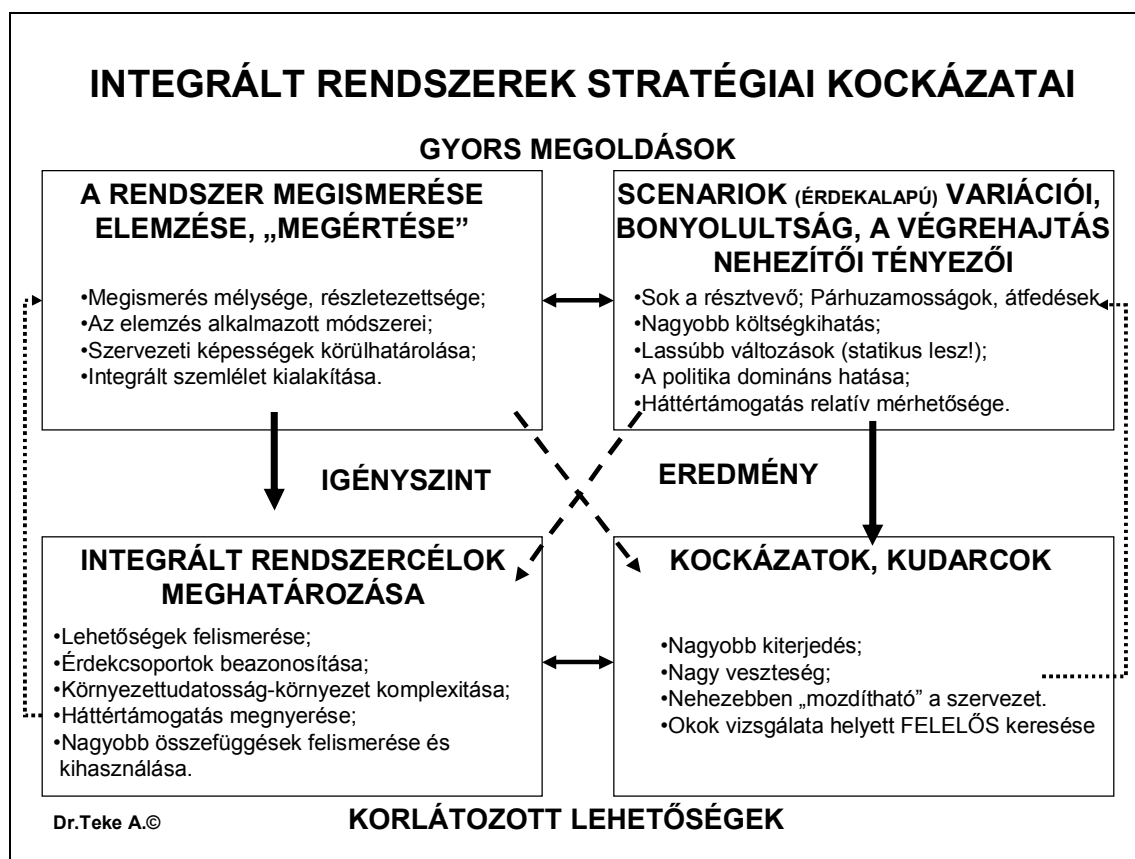 INTEGRÁLT RENDSZEREK STRATÉGIAI KOCKÁZATAI
GYORS MEGOLDÁSOK
A RENDSZER MEGISMERÉSE
ELEMZÉSE, „MEGÉRTÉSE”
•Megismerés mélysége, részletezettsége;
•Az elemzés alkalmazott módszerei;
•Szervezeti képességek körülhatárolása;
•Integrált szemlélet kialakítása.
SCENARIOK (ÉRDEKALAPÚ) VARIÁCIÓI,
BONYOLULTSÁG, A VÉGREHAJTÁS
NEHEZÍTŐI TÉNYEZŐI
•Sok a résztvevő; Párhuzamosságok, átfedések
•Nagyobb költségkihatás;
•Lassúbb változások (statikus lesz!);
•A politika domináns hatása;
•Háttértámogatás relatív mérhetősége.
IGÉNYSZINT
EREDMÉNY
INTEGRÁLT RENDSZERCÉLOK
MEGHATÁROZÁSA
•Lehetőségek felismerése;
•Érdekcsoportok beazonosítása;
•Környezettudatosság-környezet komplexitása;
•Háttértámogatás megnyerése;
•Nagyobb összefüggések felismerése és
kihasználása.
KOCKÁZATOK, KUDARCOK
•Nagyobb kiterjedés;
•Nagy veszteség;
•Nehezebben „mozdítható” a szervezet.
•Okok vizsgálata helyett FELELŐS keresése
Dr.Teke A.©
KORLÁTOZOTT LEHETŐSÉGEK